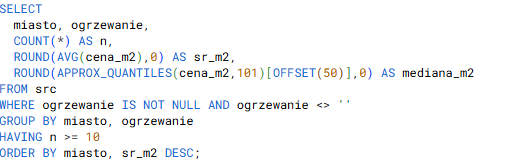 SELECT
miasto, ogrzewanie,
COUNT(*) AS n,
ROUND(AVG(cena_m2),0) AS sr_m2,
ROUND(APPROX_QUANTILES(cena_m2,101)[OFFSET(50)],0) AS mediana_m2
FROM src
WHERE ogrzewanie IS NOT NULL AND ogrzewanie <> ''
GROUP BY miasto, ogrzewanie
HAVING n >= 10
ORDER BY miasto, sr_m2 DESC;